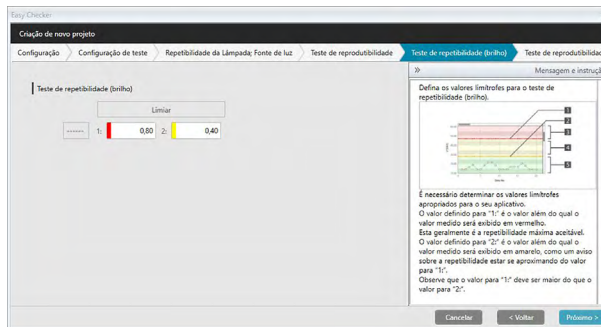 Easy Checker
Criação de novo projeto
Configuração
Configuração de teste
Repetibilidade da Lâmpada; Fonte de luz
Teste de reprodutibilidade
Teste de repetibilidade (brilho)
Teste de reprodutibilidad
» Mensagem e instruçã
Teste de repetibilidade (brilho)
Limiar
------ 1: 0,80 2: 0,40
Defina os valores limítrofes para o teste de
repetibilidade (brilho).
1
2
3
4
5
É necessário determinar os valores limítrofes
apropriados para o seu aplicativo.
O valor definido para "1:" é o valor além do qual o
valor medido será exibido em vermelho.
Esta geralmente é a repetibilidade máxima aceitável.
O valor definido para "2:" é o valor além do qual o
valor medido será exibido em amarelo, como um aviso
sobre a repetibilidade estar se aproximando do valor
para "1:".
Observe que o valor para "1:" deve ser maior do que o
valor para "2:".
Cancelar
< Voltar
Próximo >